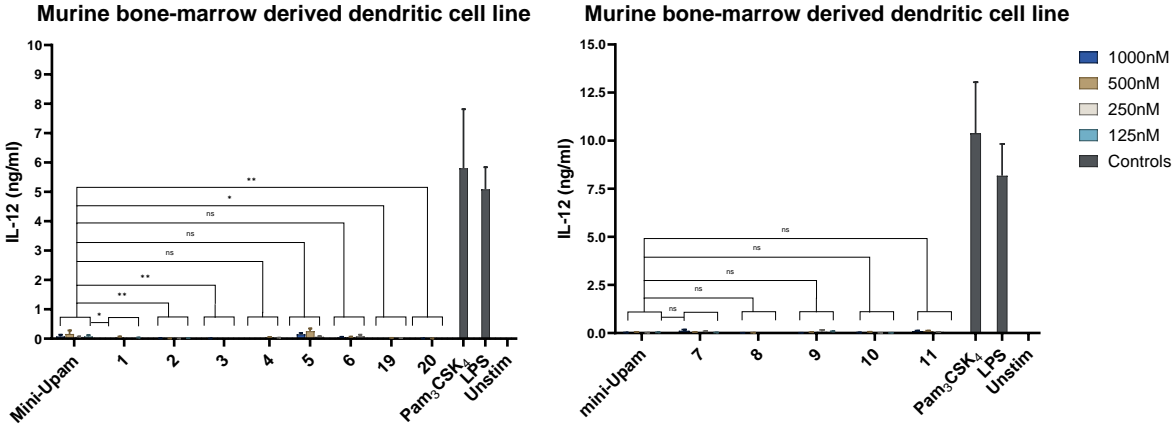 Murine bone-marrow derived dendritic cell line
IL-12 (ng/ml)
10
9
8
7
6
5
4
3
2
1
0
**
*
ns
ns
ns
**
**
*
Mini-Upam
1
2
3
4
5
6
19
20
Pam₃CSK₄
LPS
Unstim
Murine bone-marrow derived dendritic cell line
IL-12 (ng/ml)
15.0
12.5
10.0
7.5
5.0
2.5
0.0
ns
ns
ns
ns
ns
mini-Upam
7
8
9
10
11
Pam₃CSK₄
LPS
Unstim
1000nM
500nM
250nM
125nM
Controls